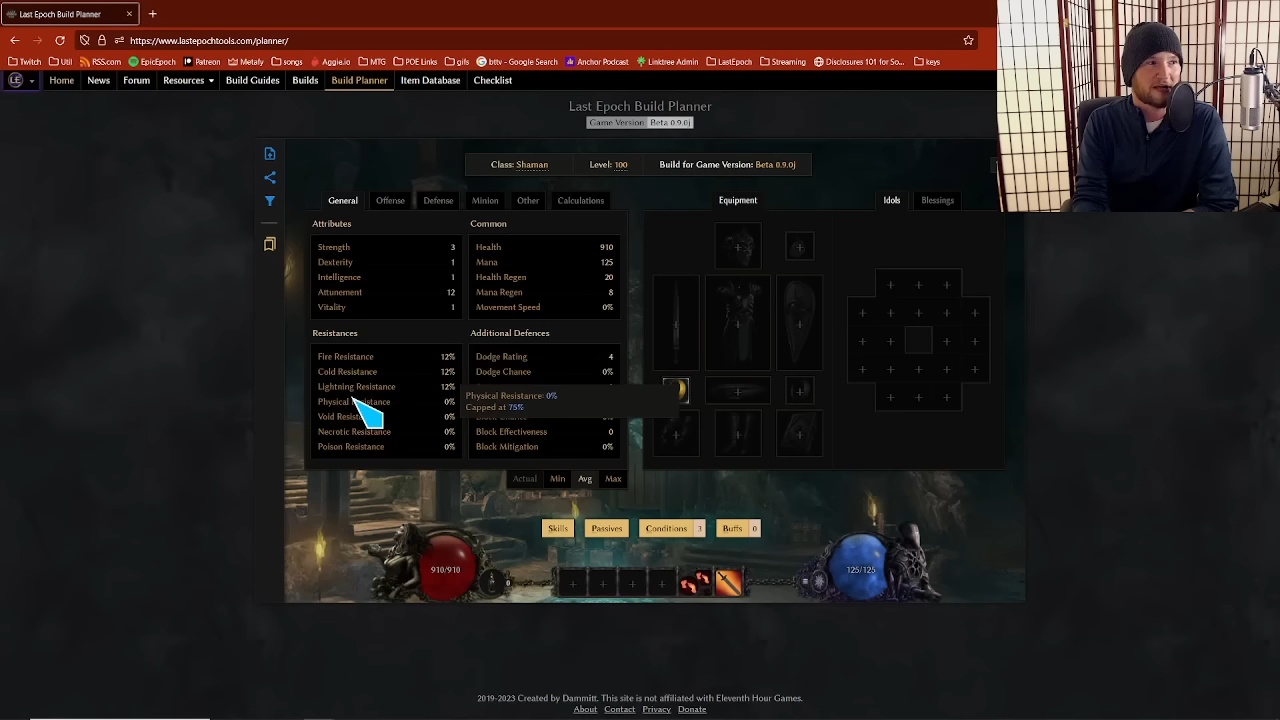 Last Epoch Build Planner
https://www.lastepochtools.com/planner/
Twitch Util RSS.com EpicEpoch Patreon Metafy songs Aggie.io MTG POE Links gifs bttv - Google Search Anchor Podcast Linktree Admin LastEpoch Streaming Disclosures 101 for So... keys
LE Home News Forum Resources Build Guides Builds Build Planner Item Database Checklist
Last Epoch Build Planner
Game Version Beta 0.9.0j
Class: Shaman Level: 100 Build for Game Version: Beta 0.9.0j
General Offense Defense Minion Other Calculations
Equipment
Idols Blessings
Attributes
Strength 3
Dexterity 1
Intelligence 1
Attunement 12
Vitality 1
Common
Health 910
Mana 125
Health Regen 20
Mana Regen 8
Movement Speed 0%
Resistances
Fire Resistance 12%
Cold Resistance 12%
Lightning Resistance 12%
Physical Resistance 0%
Void 0%
Necrotic Resistance 0%
Poison Resistance 0%
Additional Defences
Dodge Rating 4
Dodge Chance 0%
Physical Resistance: 0%
Capped at 75%
Block Effectiveness 0
Block Mitigation 0%
Actual Min Avg Max
Skills Passives Conditions 3 Buffs 0
910/910 0 125/125
2019-2023 Created by Dammitt. This site is not affiliated with Eleventh Hour Games.
About Contact Privacy Donate